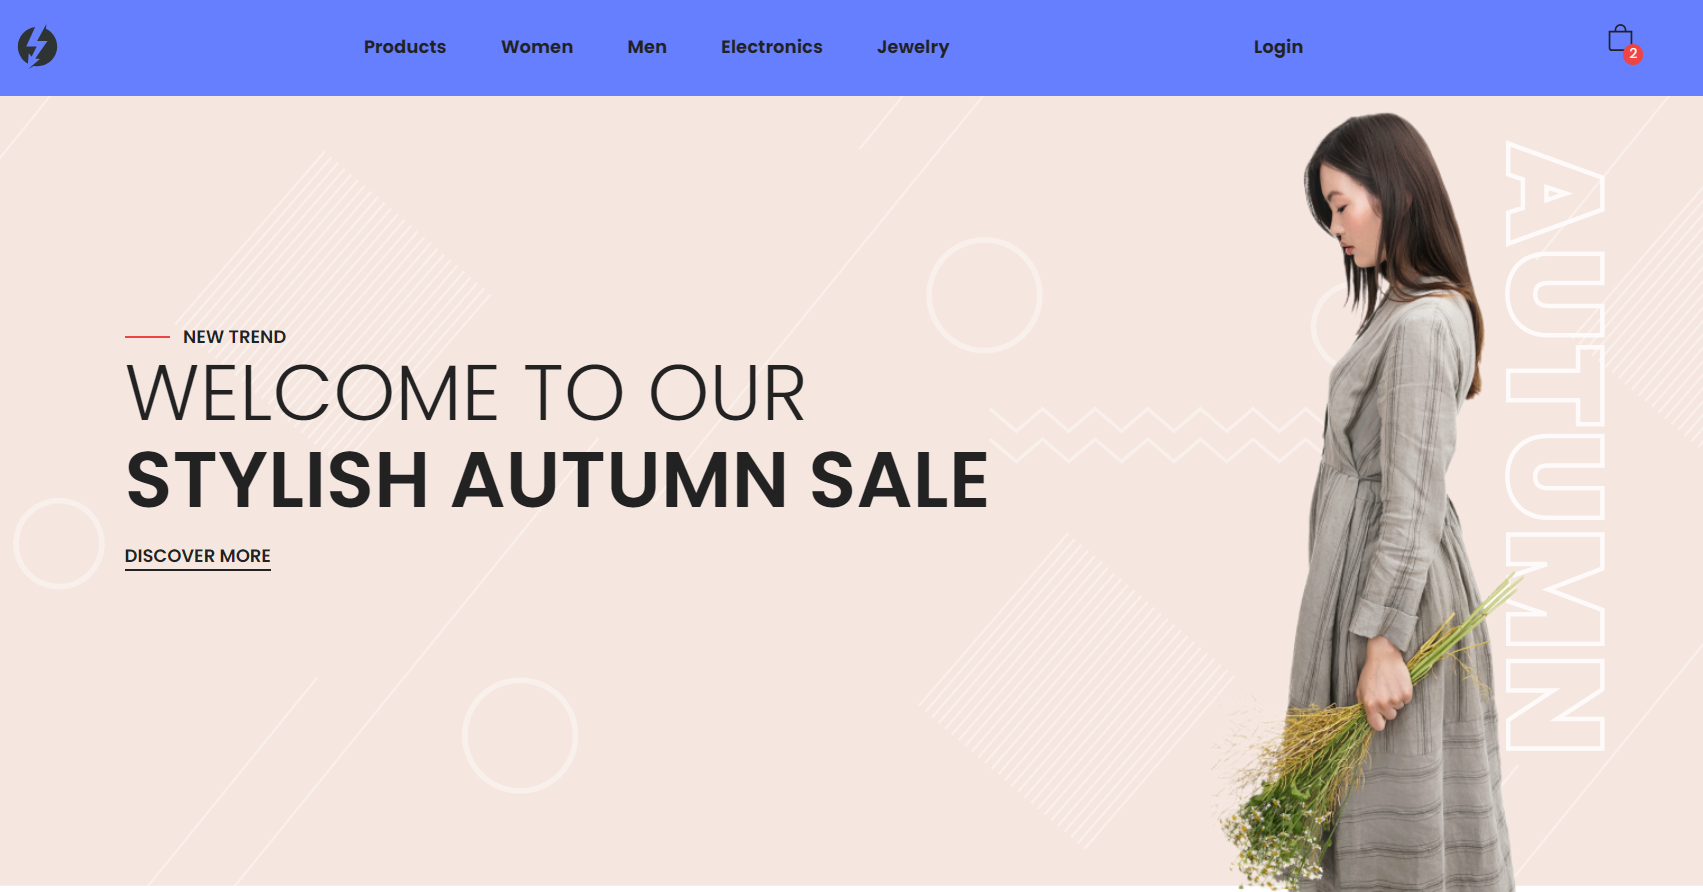 Products Women Men Electronics Jewelry Login
2
NEW TREND
WELCOME TO OUR
STYLISH AUTUMN SALE
DISCOVER MORE
AUTUMN